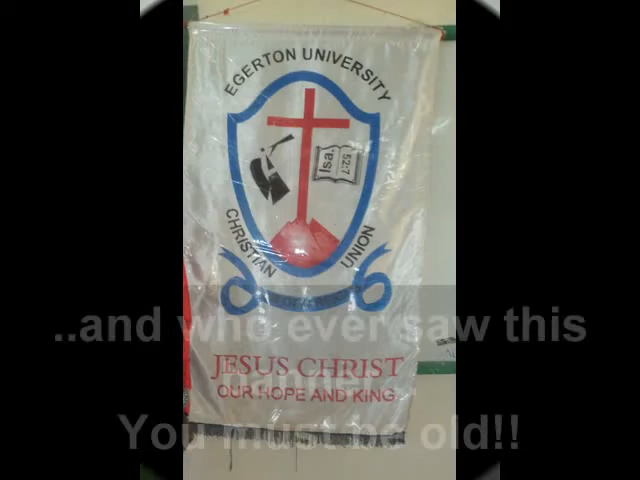 EGERTON UNIVERSITY
Isa.
52:7
CHRISTIAN UNION
..and who ever saw this
banner
JESUS CHRIST
OUR HOPE AND KING
You must be old!!